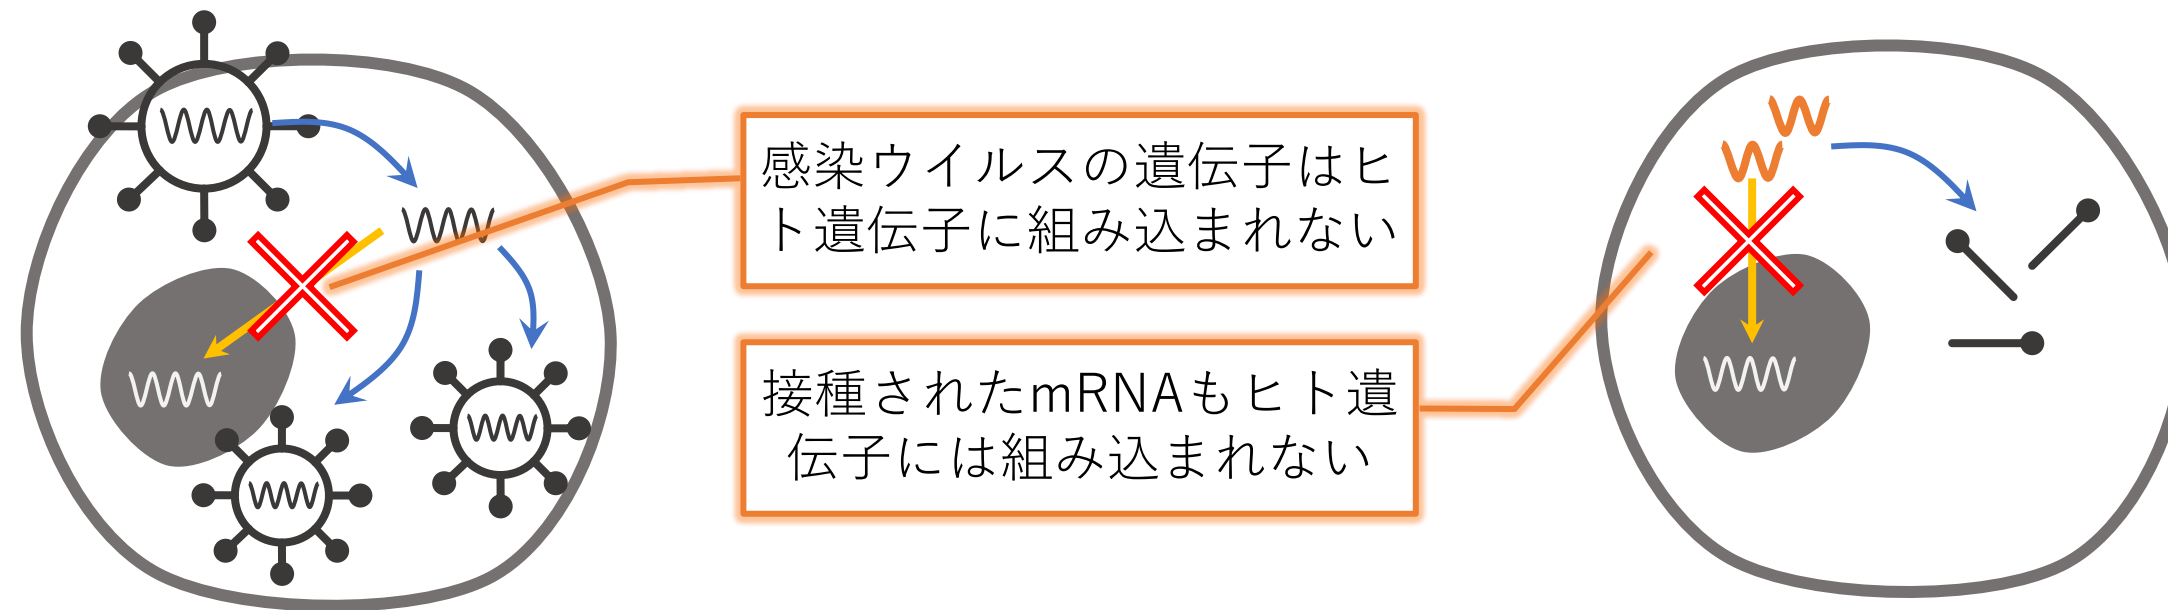 感染ウイルスの遺伝子はヒ
ト遺伝子に組み込まれない
接種されたmRNAもヒト遺
伝子には組み込まれない